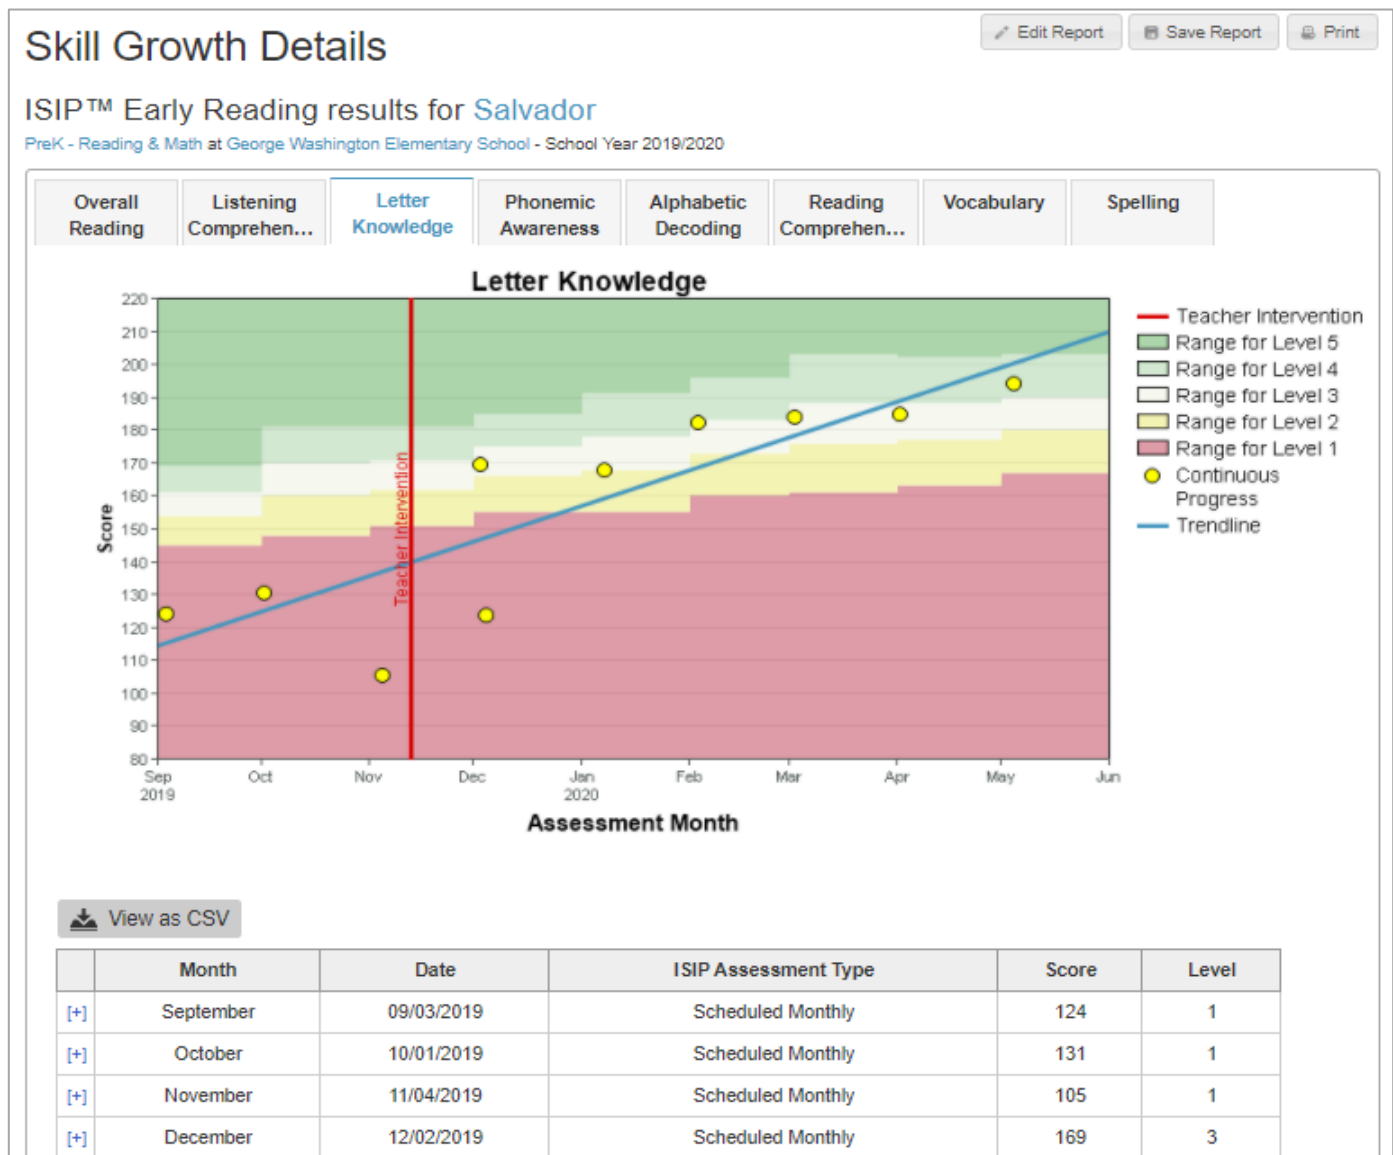 Skill Growth Details
Edit Report
Save Report
Print
ISIP™ Early Reading results for Salvador
PreK - Reading & Math at George Washington Elementary School - School Year 2019/2020
Overall Reading
Listening Comprehen...
Letter Knowledge
Phonemic Awareness
Alphabetic Decoding
Reading Comprehen...
Vocabulary
Spelling
Letter Knowledge
220
210
200
190
180
170
160
150
140
130
120
110
100
90
80
Score
Teacher Intervention
Sep 2019
Oct
Nov
Dec
Jan 2020
Feb
Mar
Apr
May
Jun
Assessment Month
Teacher Intervention
Range for Level 5
Range for Level 4
Range for Level 3
Range for Level 2
Range for Level 1
Continuous Progress
Trendline
View as CSV
Month Date ISIP Assessment Type Score Level
[+] September 09/03/2019 Scheduled Monthly 124 1
[+] October 10/01/2019 Scheduled Monthly 131 1
[+] November 11/04/2019 Scheduled Monthly 105 1
[+] December 12/02/2019 Scheduled Monthly 169 3